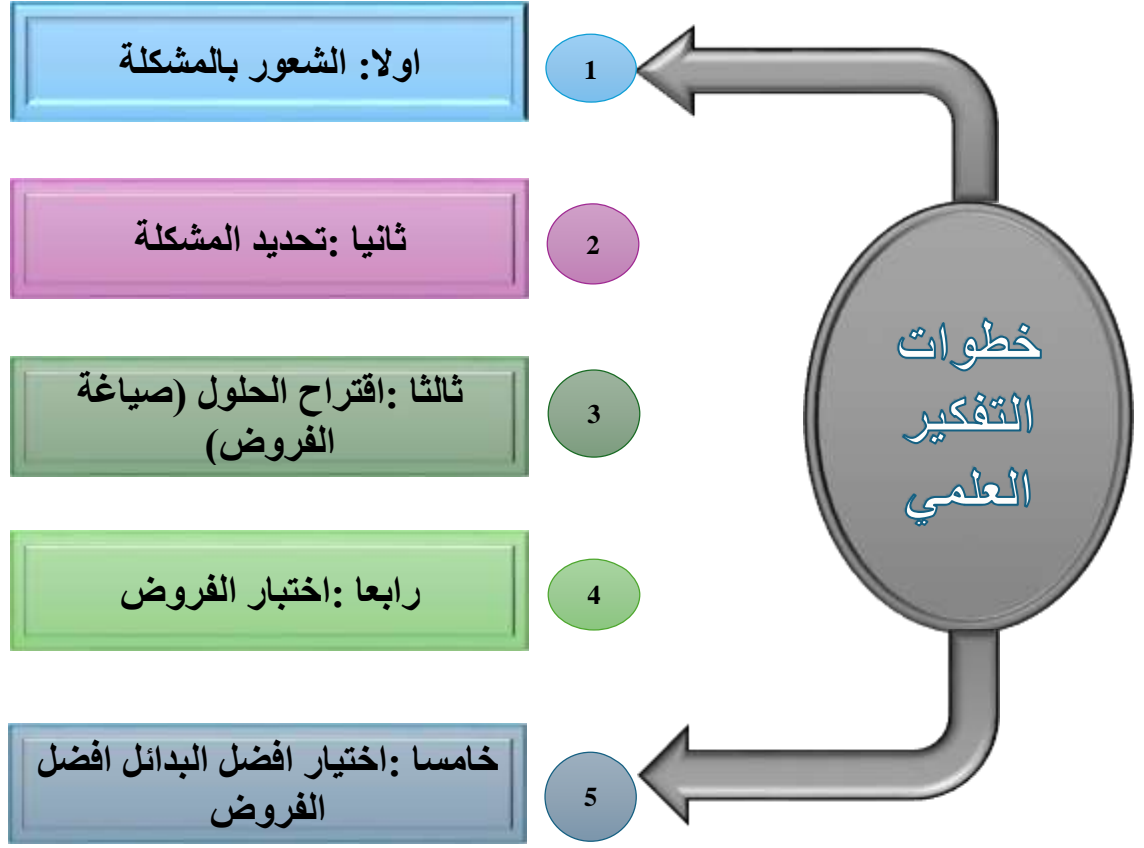 خطوات
التفكير
العلمي
1
اولا: الشعور بالمشكلة
2
ثانيا :تحديد المشكلة
3
ثالثا :اقتراح الحلول (صياغة
الفروض)
4
رابعا :اختبار الفروض
5
خامسا :اختيار افضل البدائل افضل
الفروض